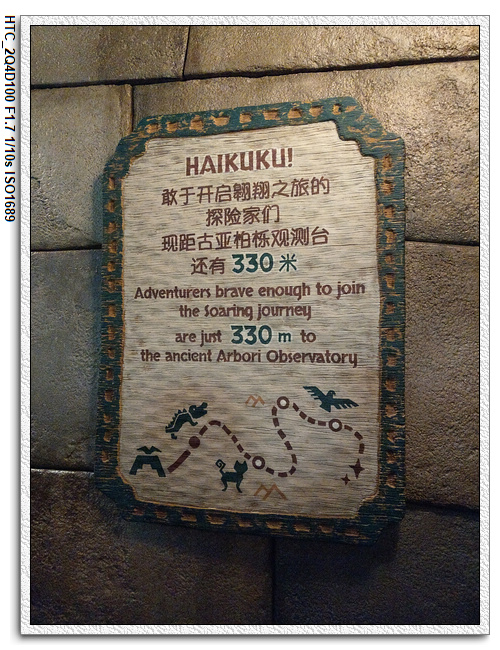 HTC_2Q4D100 F1.7 1/10s ISO1689
HAIKUKU!
敢于开启翱翔之旅的
探险家们
现距古亚柏栎观测台
还有 330 米
Adventurers brave enough to join
the Soaring journey
are just 330 m to
the ancient Arbori Observatory